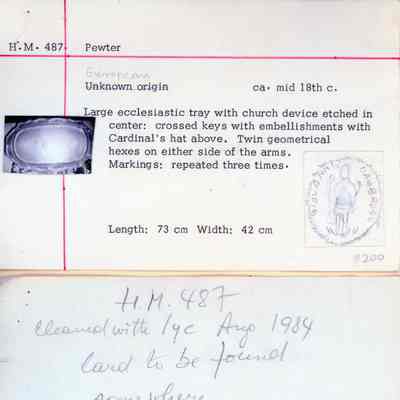 H.M. 487. Pewter
European
Unknown origin ca. mid 18th c.
Large ecclesiastic tray with church device etched in
center: crossed keys with embellishments with
Cardinal's hat above. Twin geometrical
hexes on either side of the arms.
Markings: repeated three times.
GIOVANNI
Length: 73 cm Width: 42 cm
$200
H.M. 487
cleaned with lye Aug 1984
Card to be found
somewhere